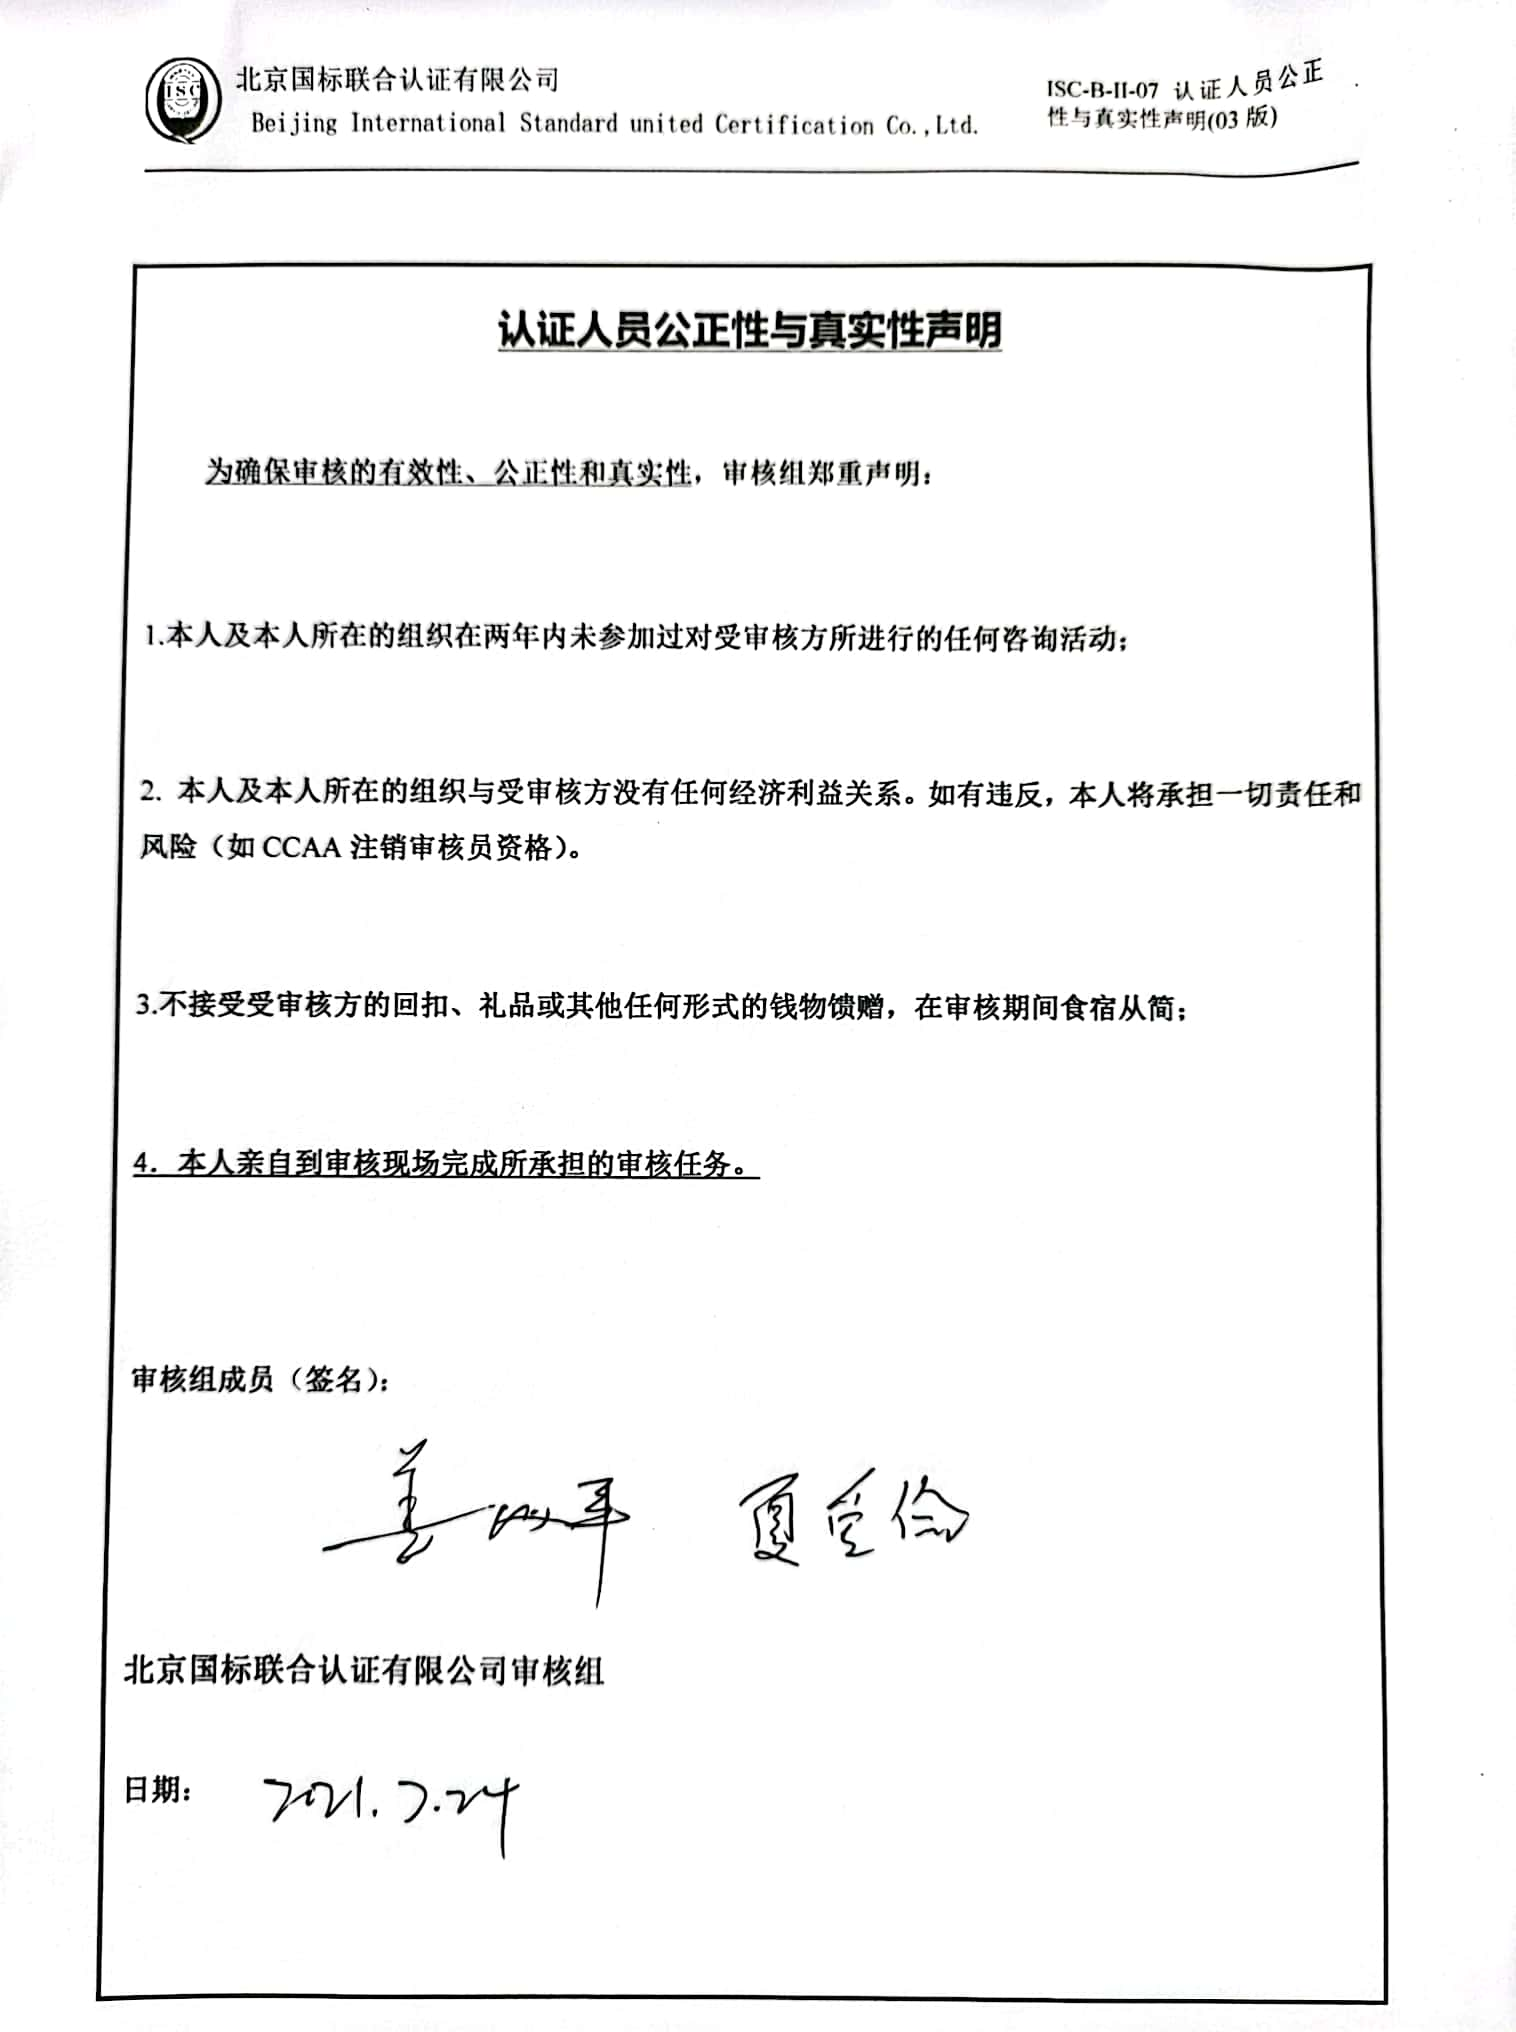 ISC
北京国标联合认证有限公司
Beijing International Standard united Certification Co.,Ltd.
ISC-B-II-07 认证人员公正
性与真实性声明(03 版)
认证人员公正性与真实性声明
为确保审核的有效性、公正性和真实性，审核组郑重声明：
1.本人及本人所在的组织在两年内未参加过对受审核方所进行的任何咨询活动；
2. 本人及本人所在的组织与受审核方没有任何经济利益关系。如有违反，本人将承担一切责任和
风险（如 CCAA 注销审核员资格）。
3.不接受受审核方的回扣、礼品或其他任何形式的钱物馈赠，在审核期间食宿从简；
4. 本人亲自到审核现场完成所承担的审核任务。
审核组成员（签名）：
北京国标联合认证有限公司审核组
日期： 2021.7.24